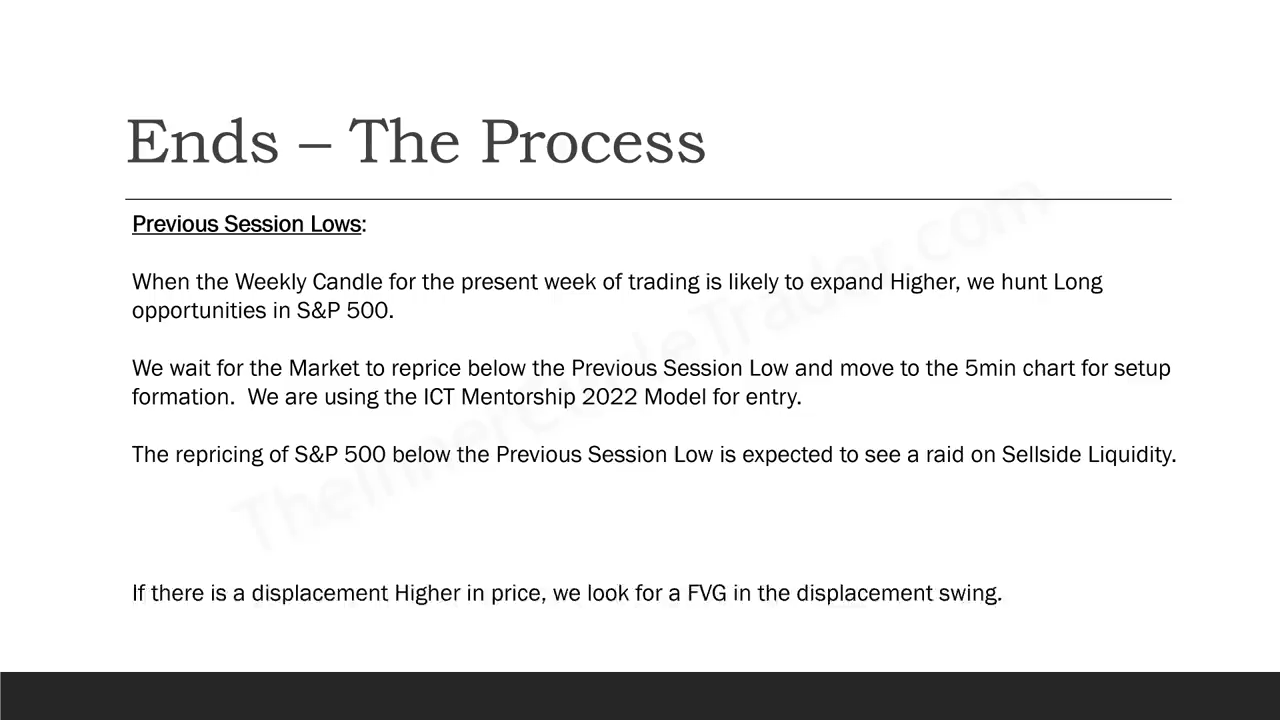 Ends – The Process
Previous Session Lows:
When the Weekly Candle for the present week of trading is likely to expand Higher, we hunt Long
opportunities in S&P 500.
We wait for the Market to reprice below the Previous Session Low and move to the 5min chart for setup
formation.  We are using the ICT Mentorship 2022 Model for entry.
The repricing of S&P 500 below the Previous Session Low is expected to see a raid on Sellside Liquidity.
If there is a displacement Higher in price, we look for a FVG in the displacement swing.
TheInnerCircleTrader.com